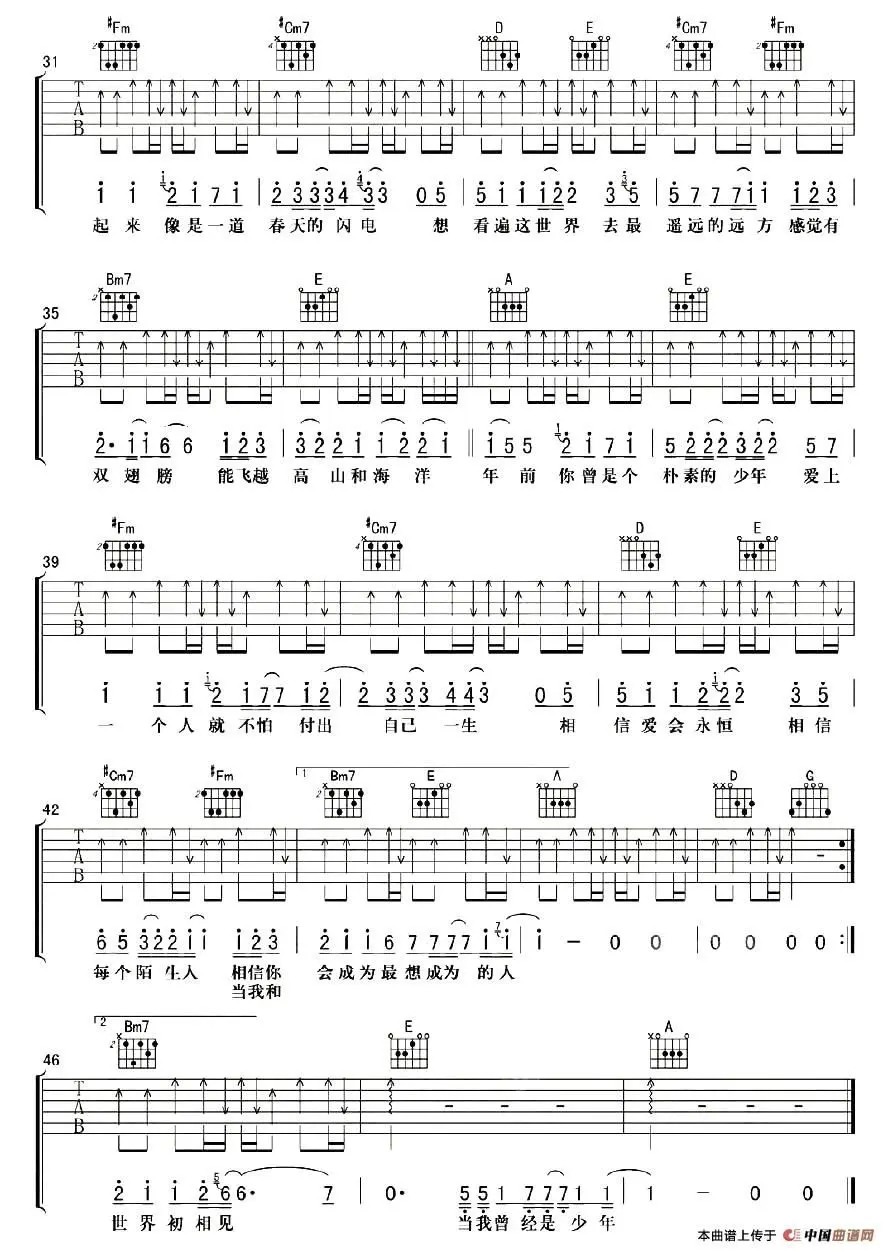 ♯Fm ♯Cm7 D E ♯Cm7 ♯Fm
31
T A B
1 1 2 1 7 1 | 2 3 3 3 4 3 3 0 5 | 5 1 1 1 2 2 3 5 | 5 7 7 7 1 1 1 2 3
起来 像是一道 春天的闪电 想 看遍这世界 去最 遥远的远方 感觉有
Bm7 E A E
35
T A B
2· 1 1 6 6 1 2 3 | 3 2 2 1 1 2 2 1 || 1 5 5 2 1 7 1 | 5 2 2 2 3 2 2 5 7
双翅膀 能飞越 高山和海洋 年前你曾是个 朴素的少年 爱上
♯Fm ♯Cm7 D E
39
T A B
1 1 1 2 1 7 7 1 2 | 2 3 3 3 4 4 3 0 5 | 5 1 1 2 2 2 3 5
一 个人就不怕付出 自己一生 相 信爱会永恒 相信
♯Cm7 ♯Fm 1 Bm7 E A D G
42
T A B
6 5 3 2 2 1 1 1 2 3 | 2 1 1 6 7 7 7 7 1 1 | 1 – 0 0 | 0 0 0 0 :
每个陌生人 相信你 会成为最想成为的人
当我和
2 Bm7 E A
46
T A B
2 1 1 2 6 6· 7 | 0· 5 5 1 7 7 7 1 1 | 1 – 0 0
世界初相见 当我曾经是少年
本曲谱上传于 中国曲谱网